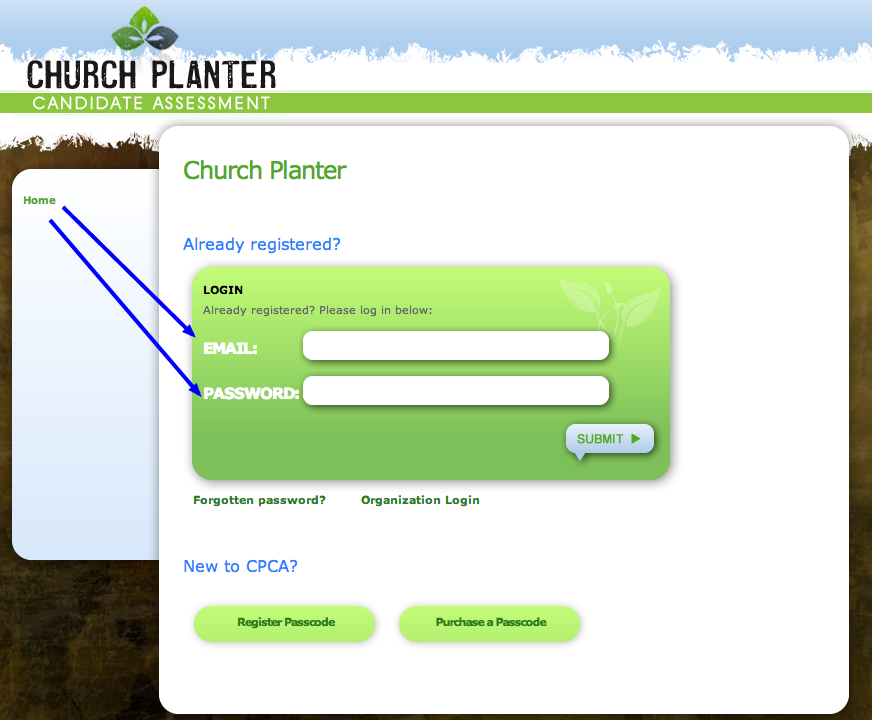 CHURCH PLANTER
CANDIDATE ASSESSMENT
Church Planter
Home
Already registered?
LOGIN
Already registered? Please log in below:
EMAIL:
PASSWORD:
SUBMIT
Forgotten password? Organization Login
New to CPCA?
Register Passcode Purchase a Passcode